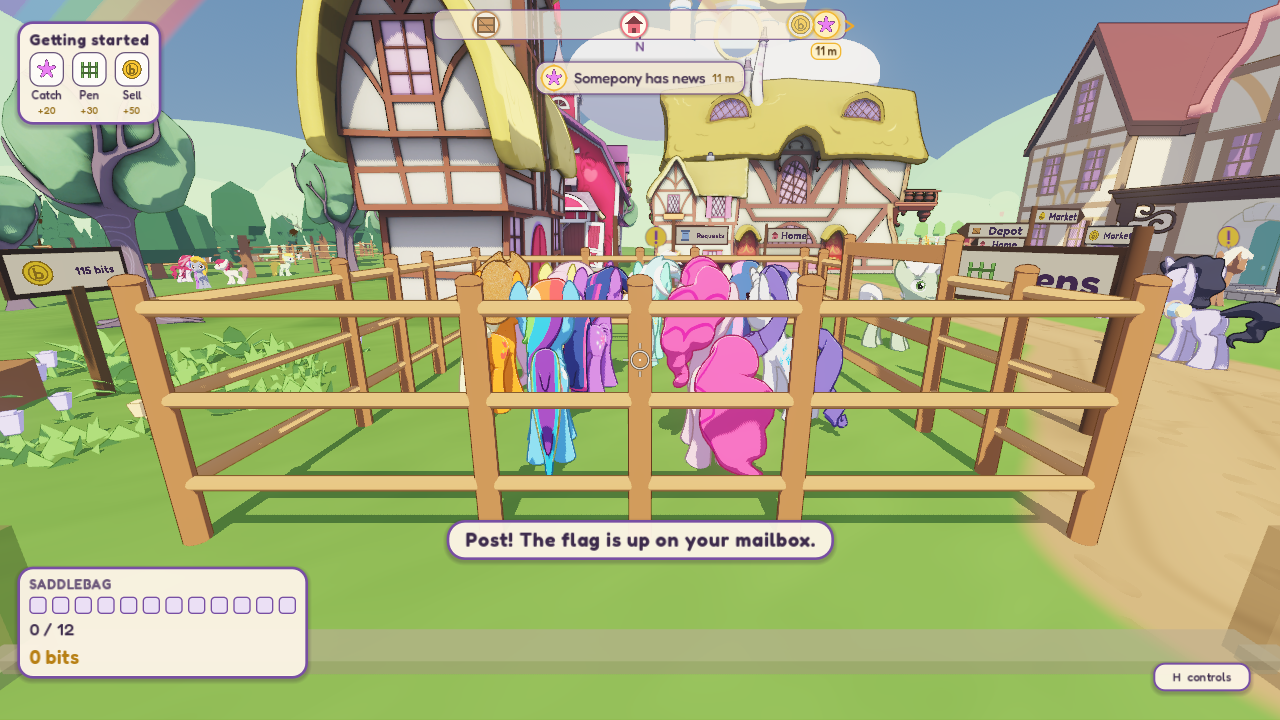 Getting started
Catch Pen Sell
+20 +30 +50
N
11 m
Somepony has news 11 m
115 bits
Requests
Home
Depot
Home
Market
Market
ens
Post! The flag is up on your mailbox.
SADDLEBAG
0 / 12
0 bits
H controls